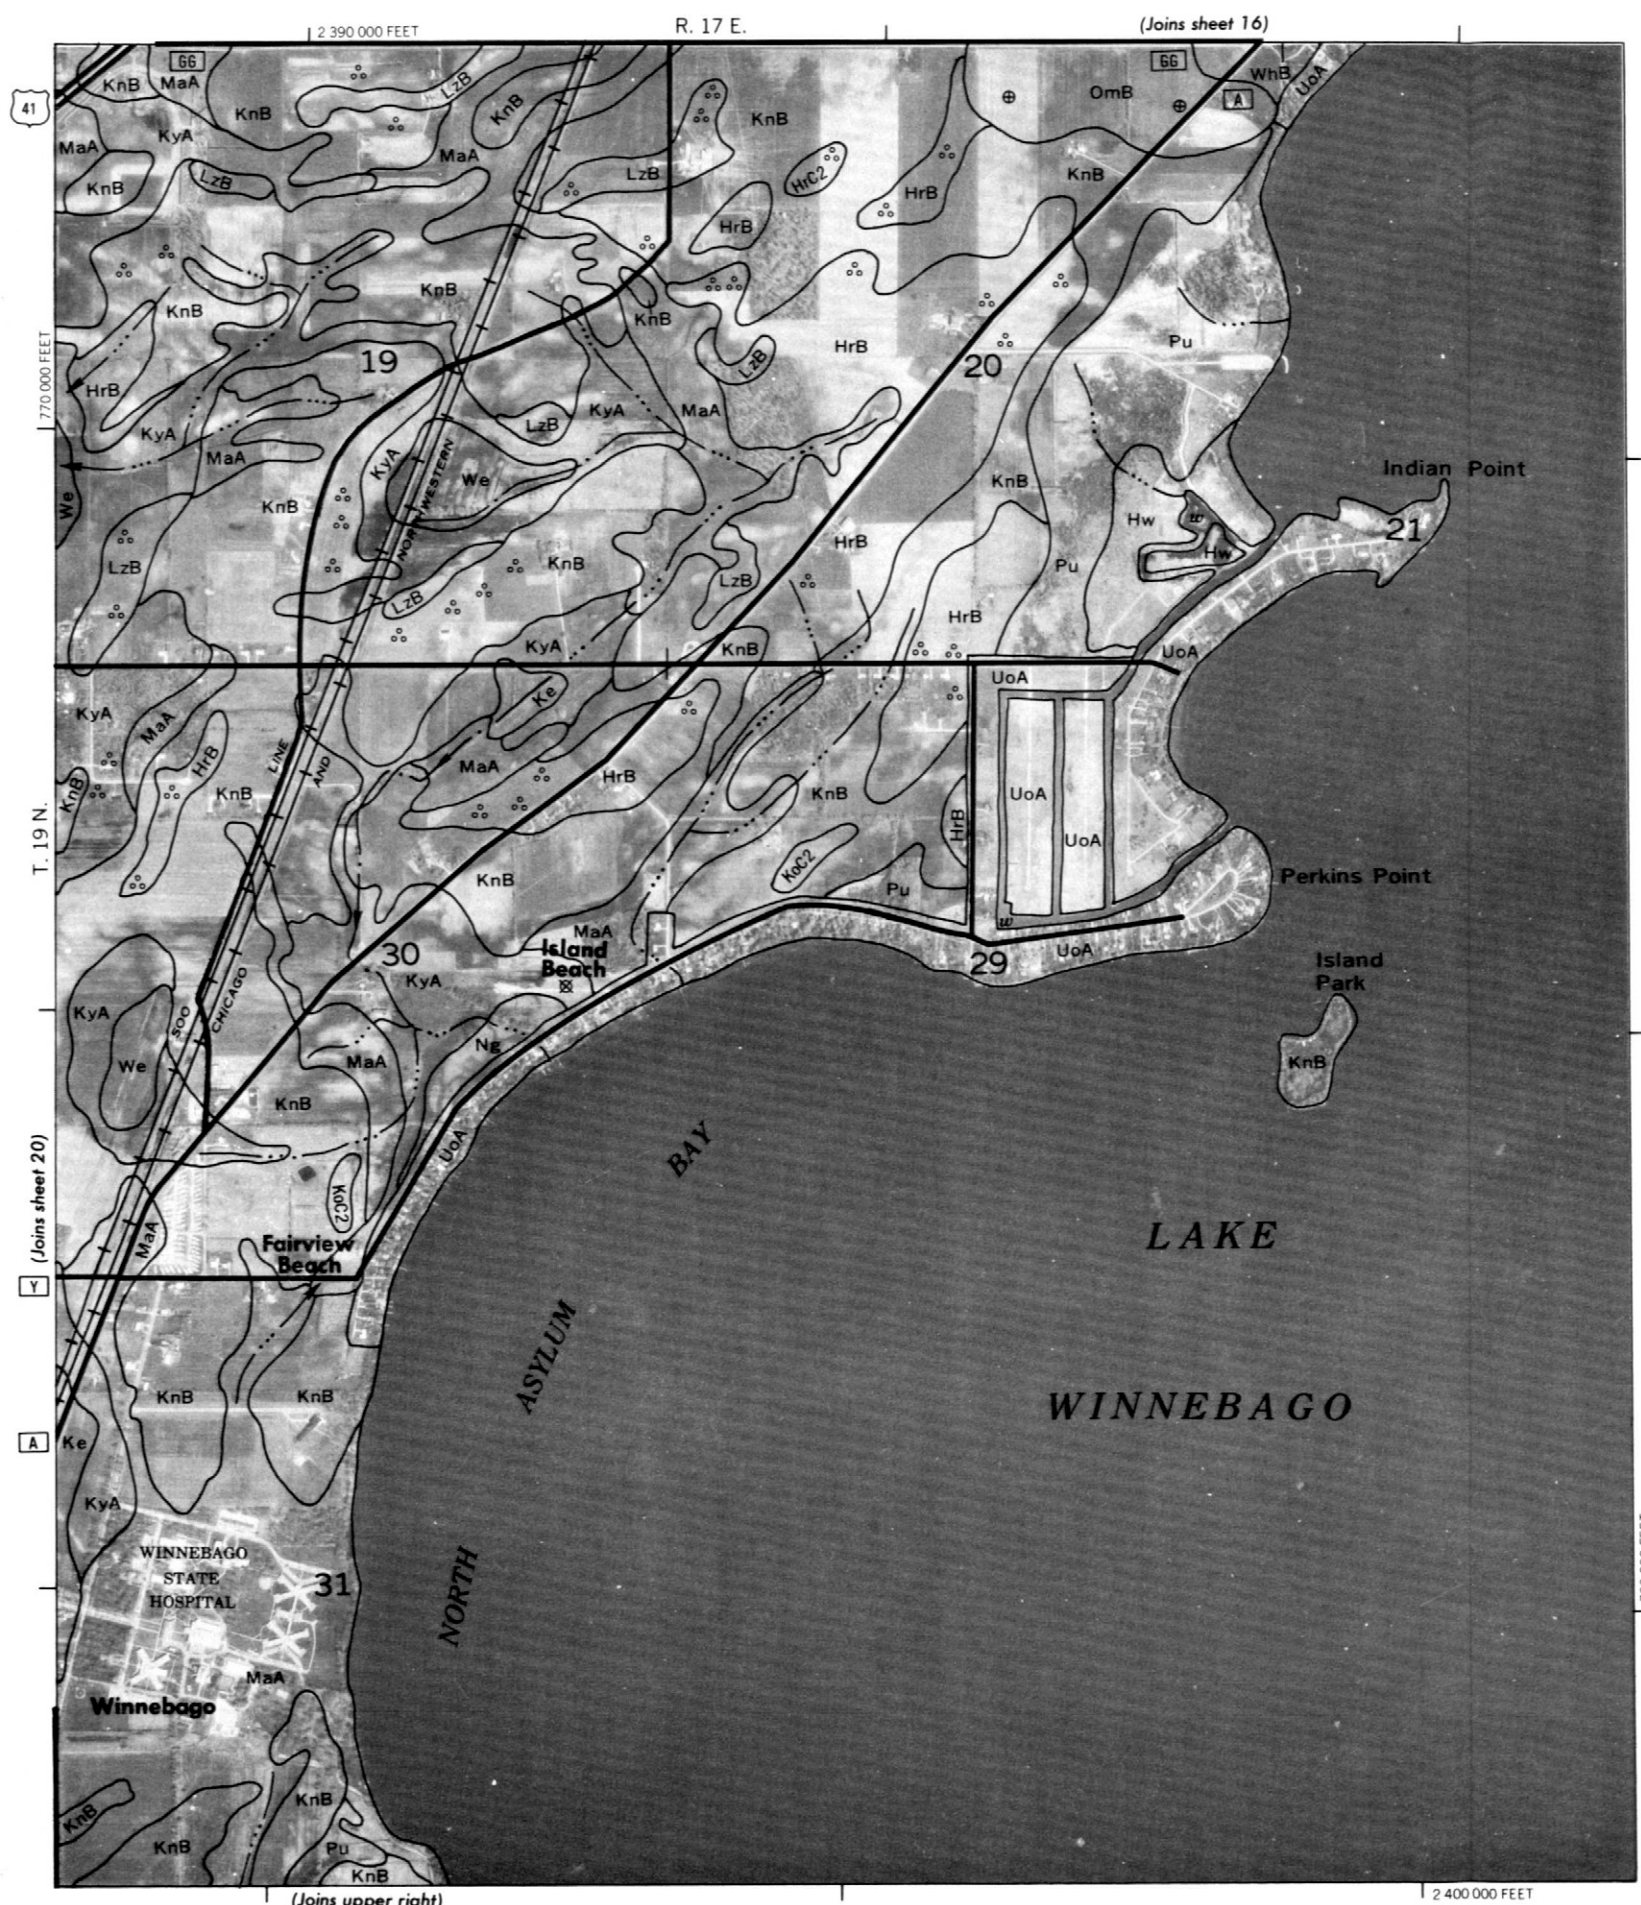 2 390 000 FEET
R. 17 E.
(Joins sheet 16)
GG
GG
41
KnB
MaA
KnB
LzB
KnB
KnB
OmB
WhB
UoA
A
MaA
KyA
MaA
KnB
LzB
LzB
HrC2
HrB
KnB
HrB
KnB
KnB
KnB
770 000 FEET
19
HrB
LzB
20
Pu
HrB
KyA
MaA
LzB
KyA
MaA
KyA
We
NORTHWESTERN
We
KnB
KnB
Indian Point
Hw
w
21
LzB
KnB
LzB
HrB
Hw
Pu
LzB
HrB
KyA
KnB
UoA
UoA
KyA
MaA
HrB
Ke
LINE
AND
MaA
HrB
KnB
KnB
KnB
UoA
HrB
UoA
T. 19 N.
KoC2
KnB
Pu
Perkins Point
w
MaA
UoA
30
Island
Beach
29
Island
Park
KyA
KyA
SOO
CHICAGO
We
MaA
Ng
KnB
KnB
UoA
BAY
(Joins sheet 20)
KoC2
MaA
Fairview
Beach
LAKE
Y
ASYLUM
KnB
KnB
WINNEBAGO
A
Ke
KyA
WINNEBAGO
STATE
HOSPITAL
31
NORTH
MaA
Winnebago
KnB
KnB
KnB
Pu
KnB
2 400 000 FEET
(Joins upper right)